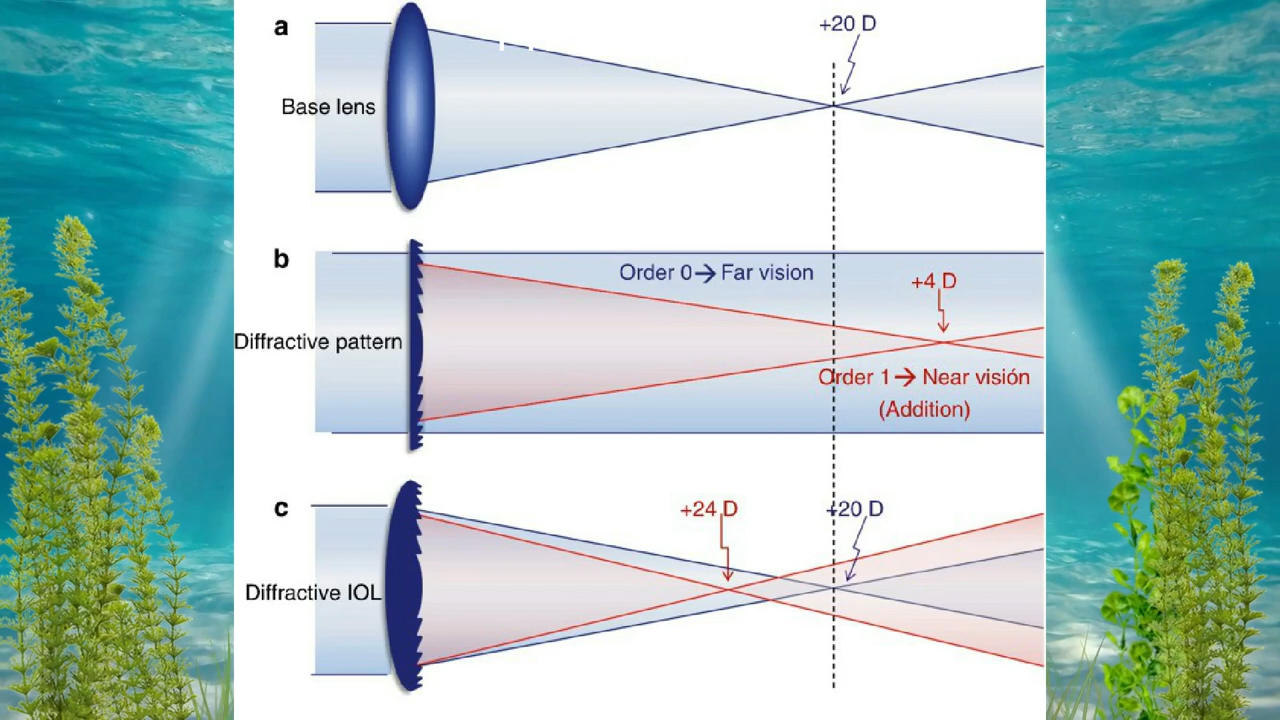 a
+20 D
Base lens
b
Order 0→ Far vision
+4 D
Diffractive pattern
Order 1→ Near visión
(Addition)
c
+24 D
+20 D
Diffractive IOL